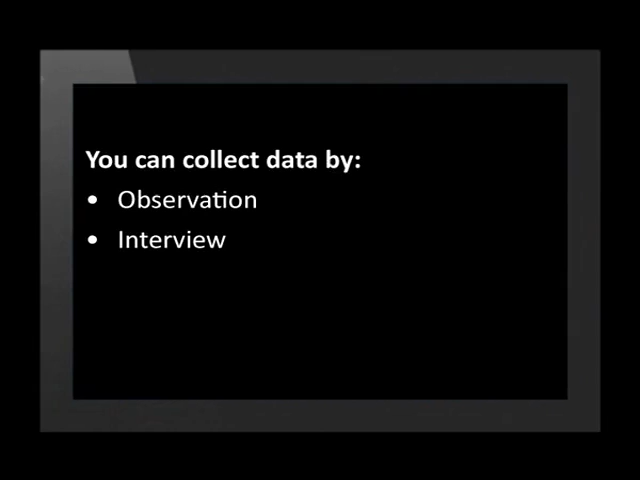 You can collect data by:
• Observation
• Interview